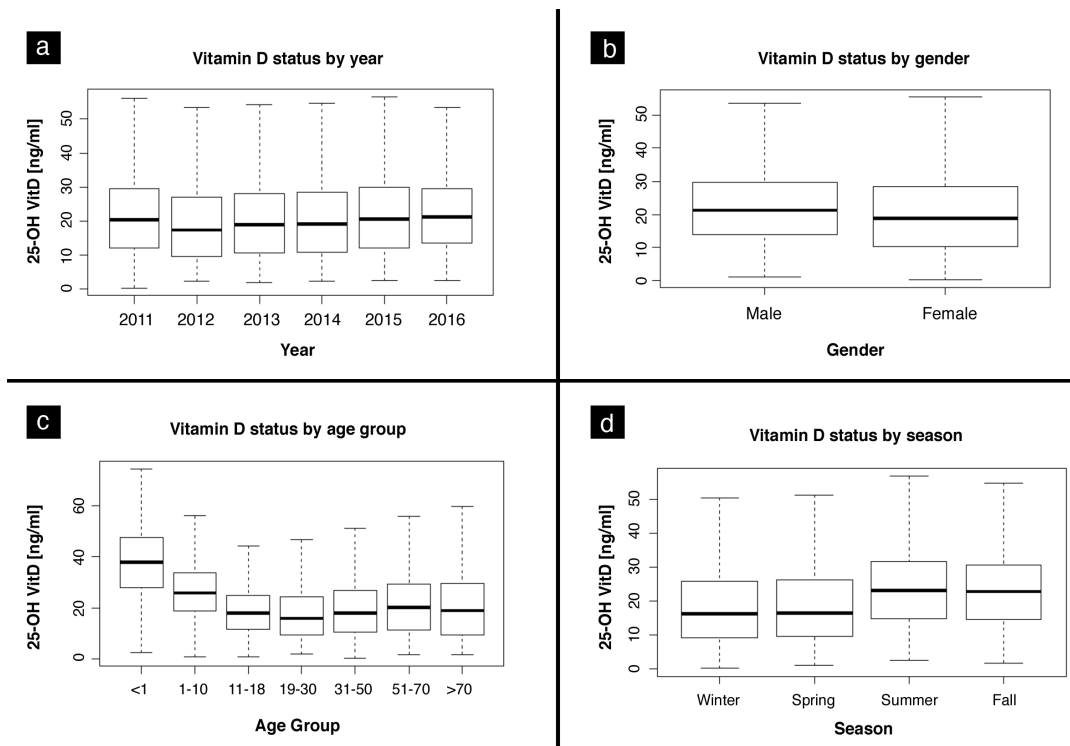 a
Vitamin D status by year
25-OH VitD [ng/ml]
50
40
30
20
10
0
2011 2012 2013 2014 2015 2016
Year
b
Vitamin D status by gender
25-OH VitD [ng/ml]
50
40
30
20
10
0
Male Female
Gender
c
Vitamin D status by age group
25-OH VitD [ng/ml]
60
40
20
0
<1 1-10 11-18 19-30 31-50 51-70 >70
Age Group
d
Vitamin D status by season
25-OH VitD [ng/ml]
50
40
30
20
10
0
Winter Spring Summer Fall
Season